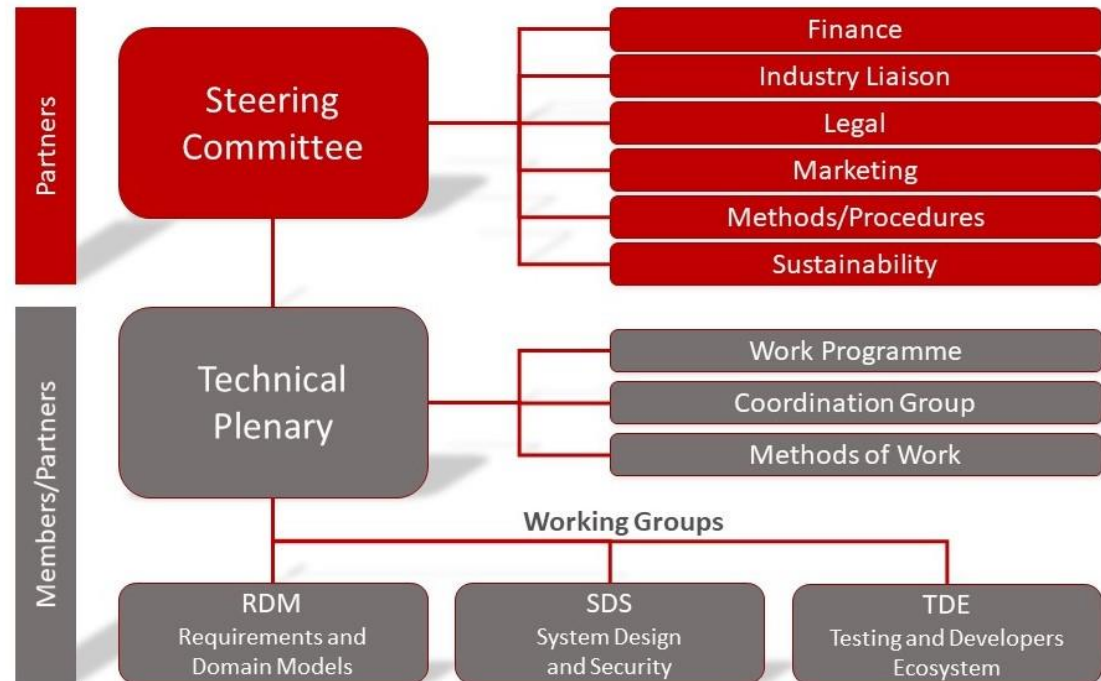 Partners
Steering
Committee
Finance
Industry Liaison
Legal
Marketing
Methods/Procedures
Sustainability
Members/Partners
Technical
Plenary
Work Programme
Coordination Group
Methods of Work
Working Groups
RDM
Requirements and
Domain Models
SDS
System Design
and Security
TDE
Testing and Developers
Ecosystem